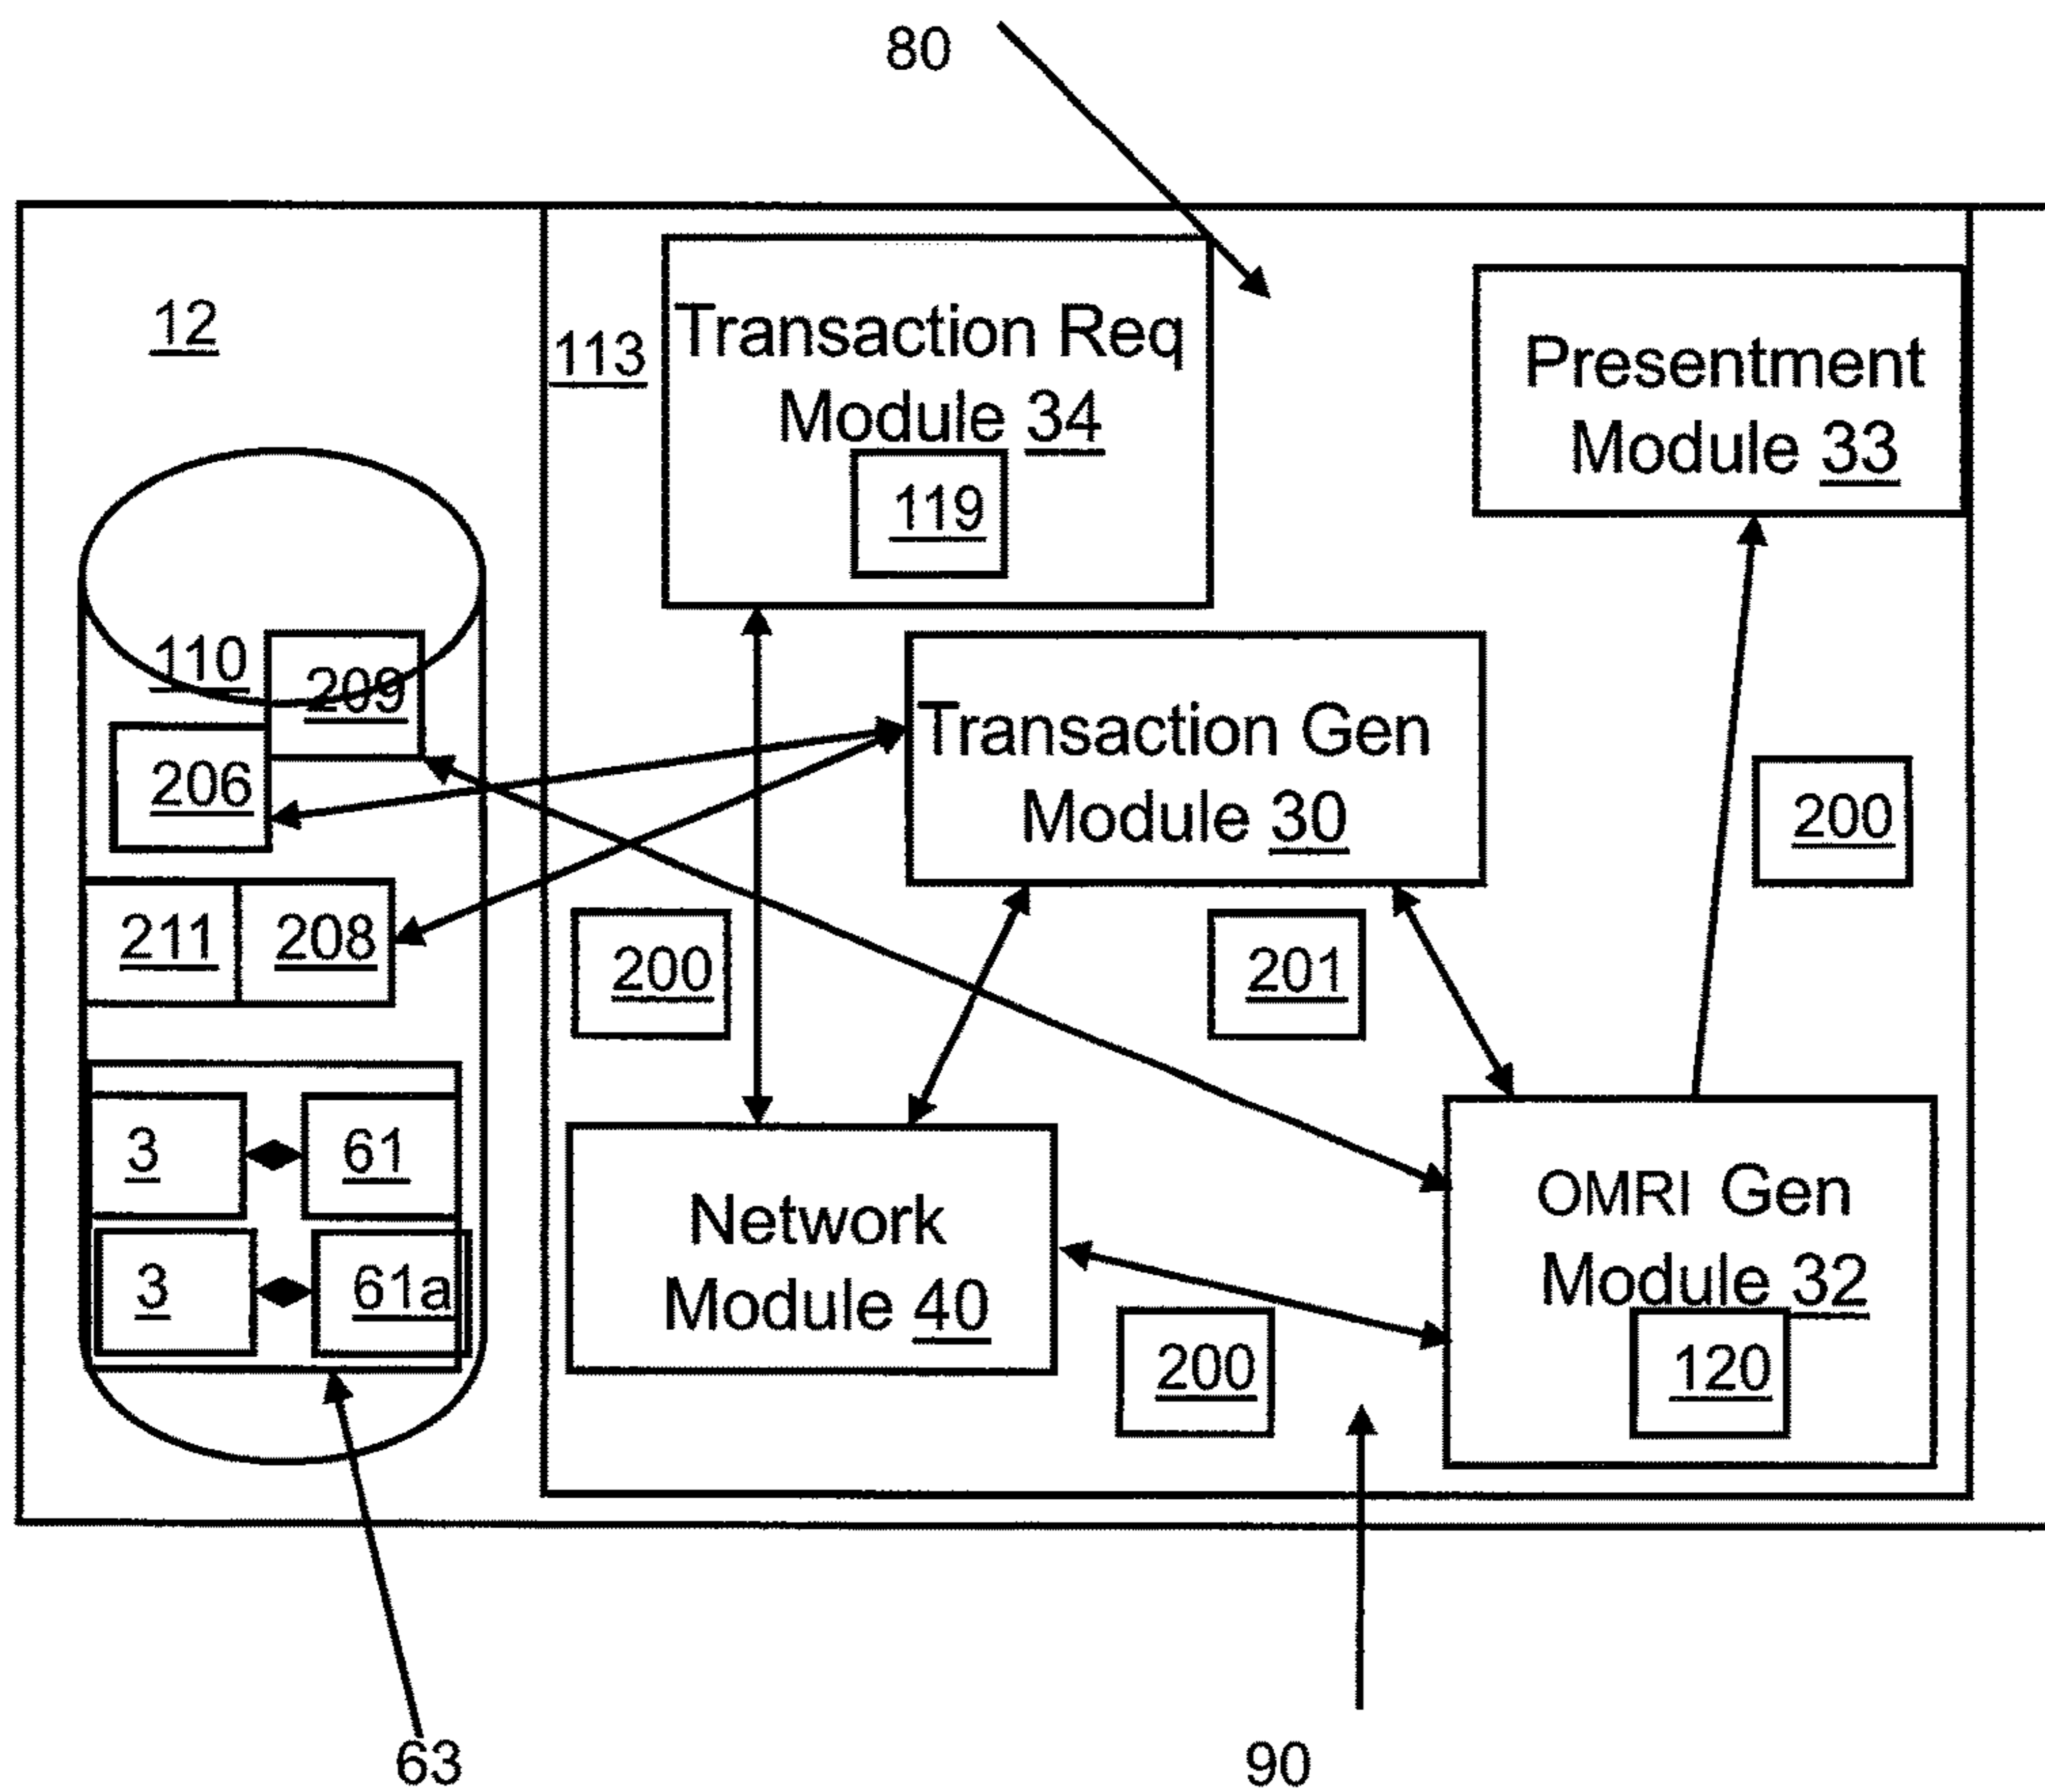 80
12
113
Transaction Req
Module 34
119
Presentment
Module 33
110
209
206
Transaction Gen
Module 30
200
211
208
200
201
3
61
OMRI Gen
Module 32
120
Network
Module 40
3
61a
200
63
90